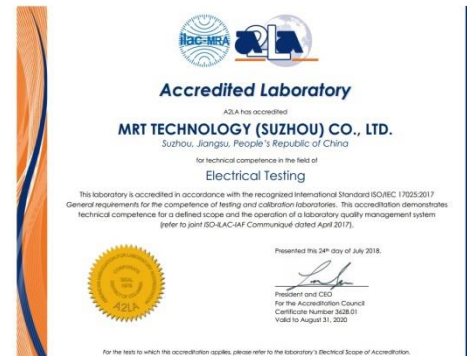 ilac-MRA
A2LA
Accredited Laboratory
A2LA has accredited
MRT TECHNOLOGY (SUZHOU) CO., LTD.
Suzhou, Jiangsu, People's Republic of China
for technical competence in the field of
Electrical Testing
This laboratory is accredited in accordance with the recognized International Standard ISO/IEC 17025:2017
General requirements for the competence of testing and calibration laboratories. This accreditation demonstrates
technical competence for a defined scope and the operation of a laboratory quality management system
(refer to joint ISO-ILAC-IAF Communiqué dated April 2017).
Presented this 24th day of July 2018.
President and CEO
For the Accreditation Council
Certificate Number 3628.01
Valid to August 31, 2020
CORPORATE
SEAL
1978
A2LA
For the tests to which this accreditation applies, please refer to the laboratory's Electrical Scope of Accreditation.